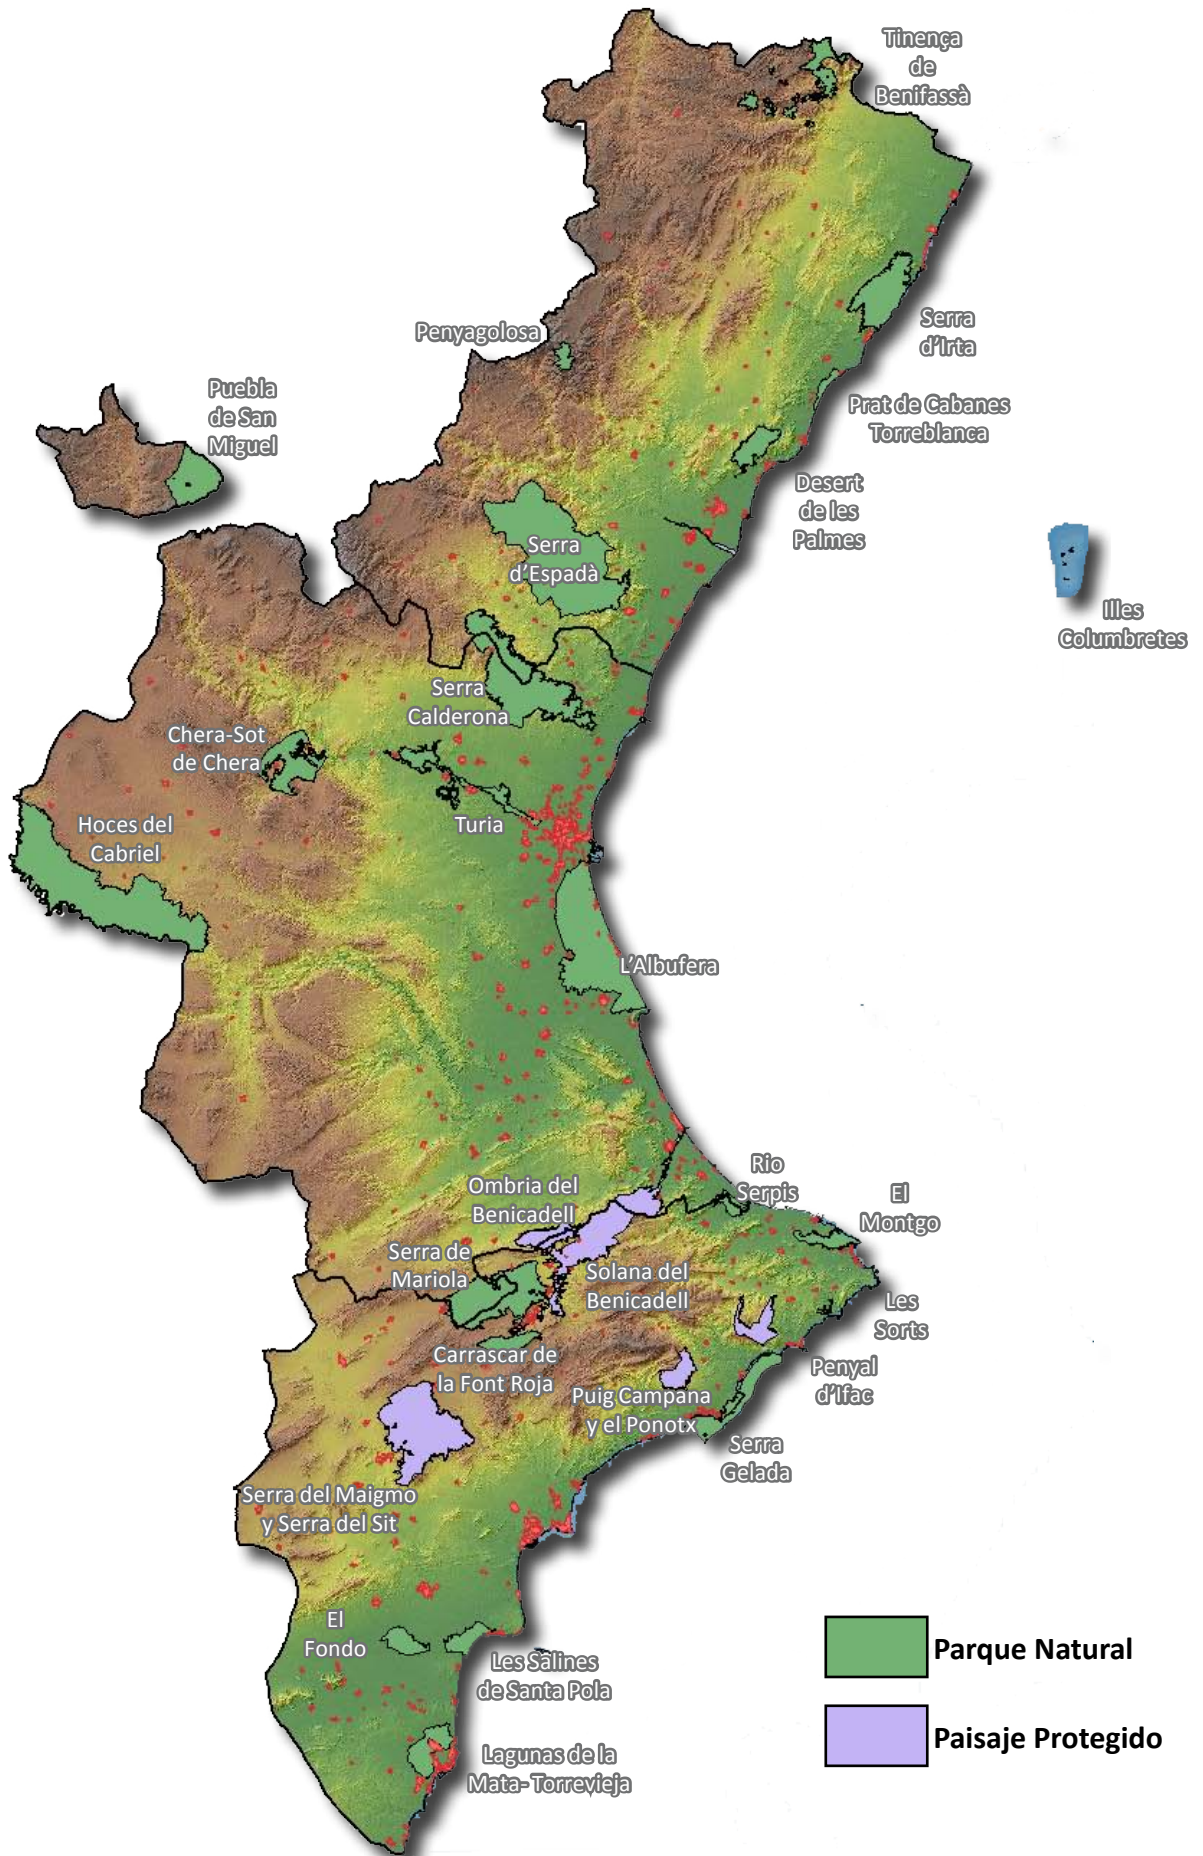 Tinença
de
Benifassà
Serra
d'Irta
Penyagolosa
Puebla
de San
Miguel
Prat de Cabanes
Torreblanca
Desert
de les
Palmes
Serra
d'Espadà
Illes
Columbretes
Serra
Calderona
Chera-Sot
de Chera
Turia
Hoces del
Cabriel
L'Albufera
Rio
Serpis
El
Montgo
Ombria del
Benicadell
Serra de
Mariola
Solana del
Benicadell
Les
Sorts
Carrascar de
la Font Roja
Penyal
d'Ifac
Puig Campana
y el Ponotx
Serra
Gelada
Serra del Maigmo
y Serra del Sit
El
Fondo
Les Salines
de Santa Pola
Lagunas de la
Mata- Torrevieja
Parque Natural
Paisaje Protegido